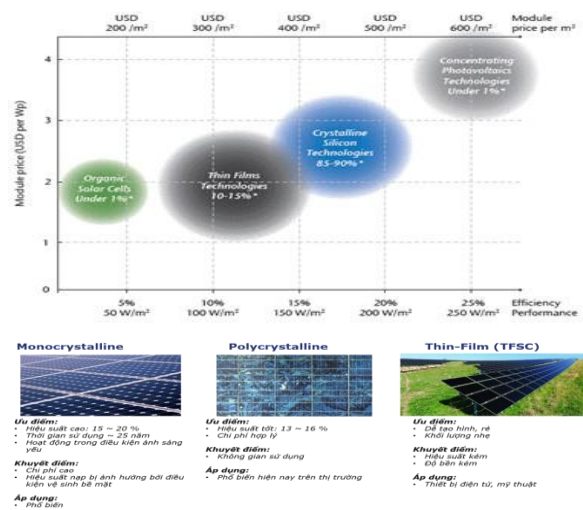 USD USD USD USD USD Module
200 /m² 300 /m² 400 /m² 500 /m² 600 /m² price per m²
Module price (USD per Wp)
4
3
2
1
0
Concentrating
Photovoltaics
Technologies
Under 1%*
Crystalline
Silicon
Technologies
85-90%*
Thin Films
Technologies
10-15%*
Organic
Solar Cells
Under 1%*
5% 10% 15% 20% 25% Efficiency
50 W/m² 100 W/m² 150 W/m² 200 W/m² 250 W/m² Performance
Monocrystalline
Ưu điểm:
• Hiệu suất cao: 15 ~ 20 %
• Thời gian sử dụng ~ 25 năm
• Hoạt động trong điều kiện ánh sáng
yếu
Khuyết điểm:
• Chi phí cao
• Hiệu suất nạp bị ảnh hưởng bởi điều
kiện vệ sinh bề mặt
Áp dụng:
• Phổ biến
Polycrystalline
Ưu điểm:
• Hiệu suất tốt: 13 ~ 16 %
• Chi phí hợp lý
Khuyết điểm:
• Không gian sử dụng
Áp dụng:
• Phổ biến hiện nay trên thị trường
Thin-Film (TFSC)
Ưu điểm:
• Dễ tạo hình, rẻ
• Khối lượng nhẹ
Khuyết điểm:
• Hiệu suất kém
• Độ bền kém
Áp dụng:
• Thiết bị điện tử, mỹ thuật